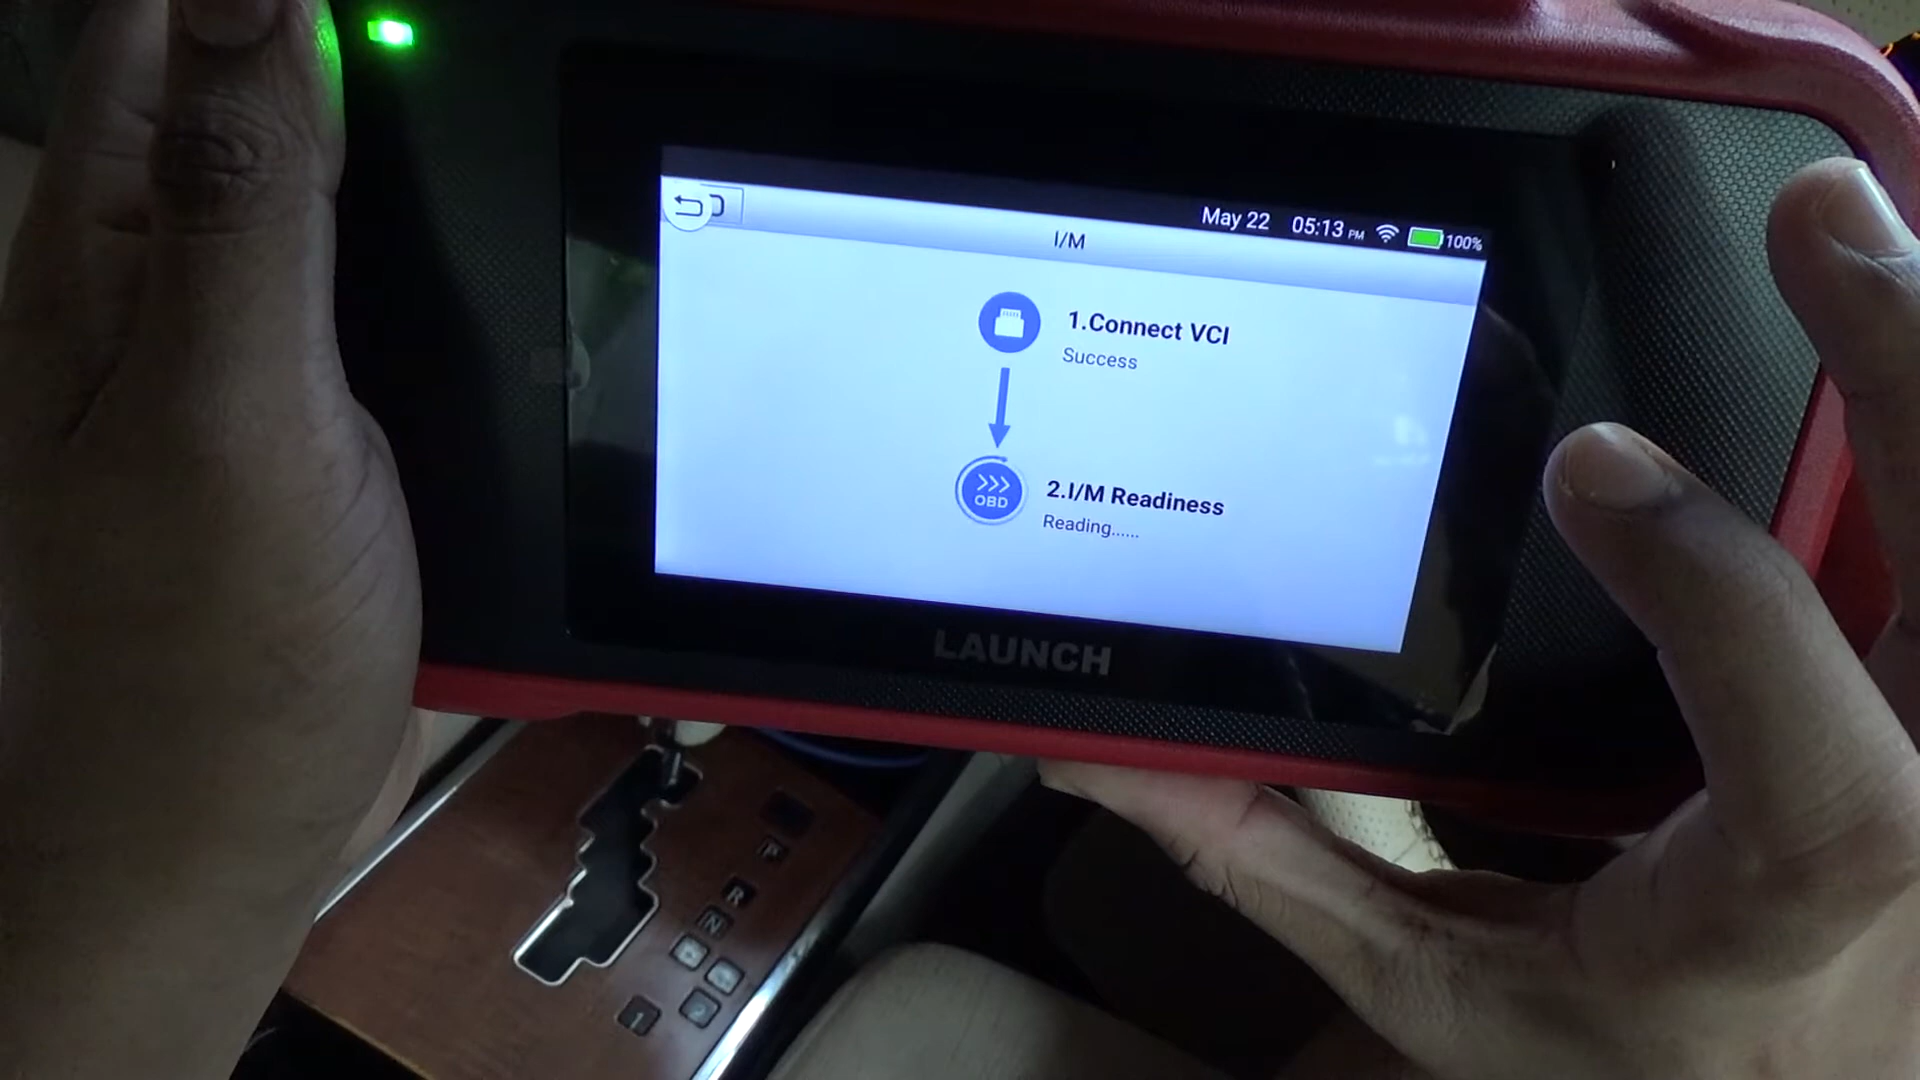 May 22 05:13 PM 100%
I/M
1.Connect VCI
Success
OBD
2.I/M Readiness
Reading......
LAUNCH
P
R
N